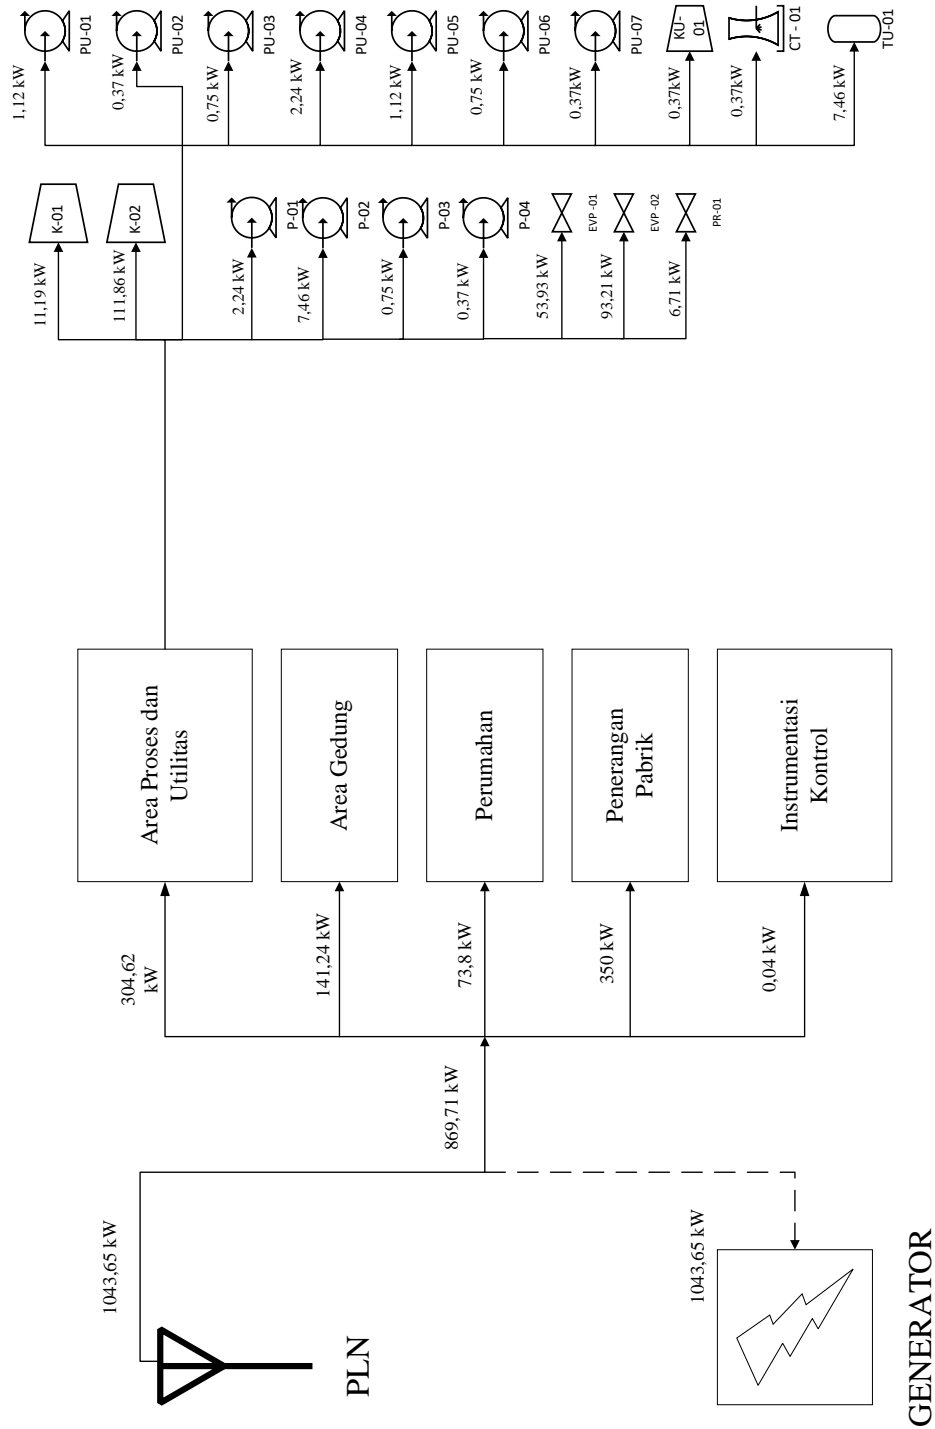 1,12 kW
PU-01
0,37 kW
PU-02
0,75 kW
PU-03
2,24 kW
PU-04
1,12 kW
PU-05
0,75 kW
PU-06
0,37kW
PU-07
0,37kW
KU-
01
0,37kW
CT - 01
7,46 kW
TU-01
11,19 kW
K-01
111,86 kW
K-02
2,24 kW
P-01
7,46 kW
P-02
0,75 kW
P-03
0,37 kW
P-04
53,93 kW
EVP -01
93,21 kW
EVP -02
6,71 kW
PR-01
Area Proses dan
Utilitas
Area Gedung
Perumahan
Penerangan
Pabrik
Instrumentasi
Kontrol
304,62
kW
141,24 kW
73,8 kW
350 kW
0,04 kW
869,71 kW
1043,65 kW
PLN
1043,65 kW
GENERATOR